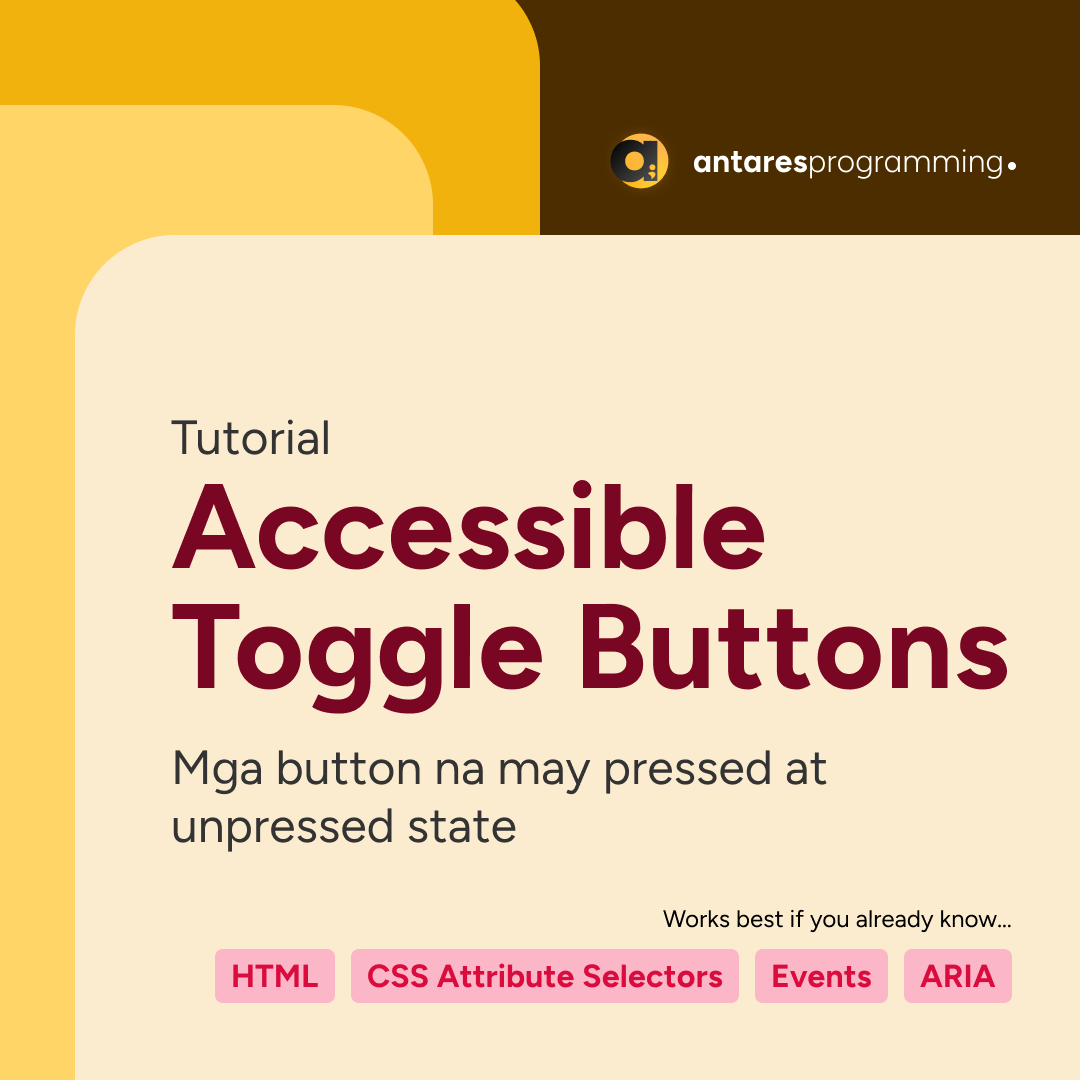 antaresprogramming.
Tutorial
Accessible
Toggle Buttons
Mga button na may pressed at
unpressed state
Works best if you already know...
HTML CSS Attribute Selectors Events ARIA